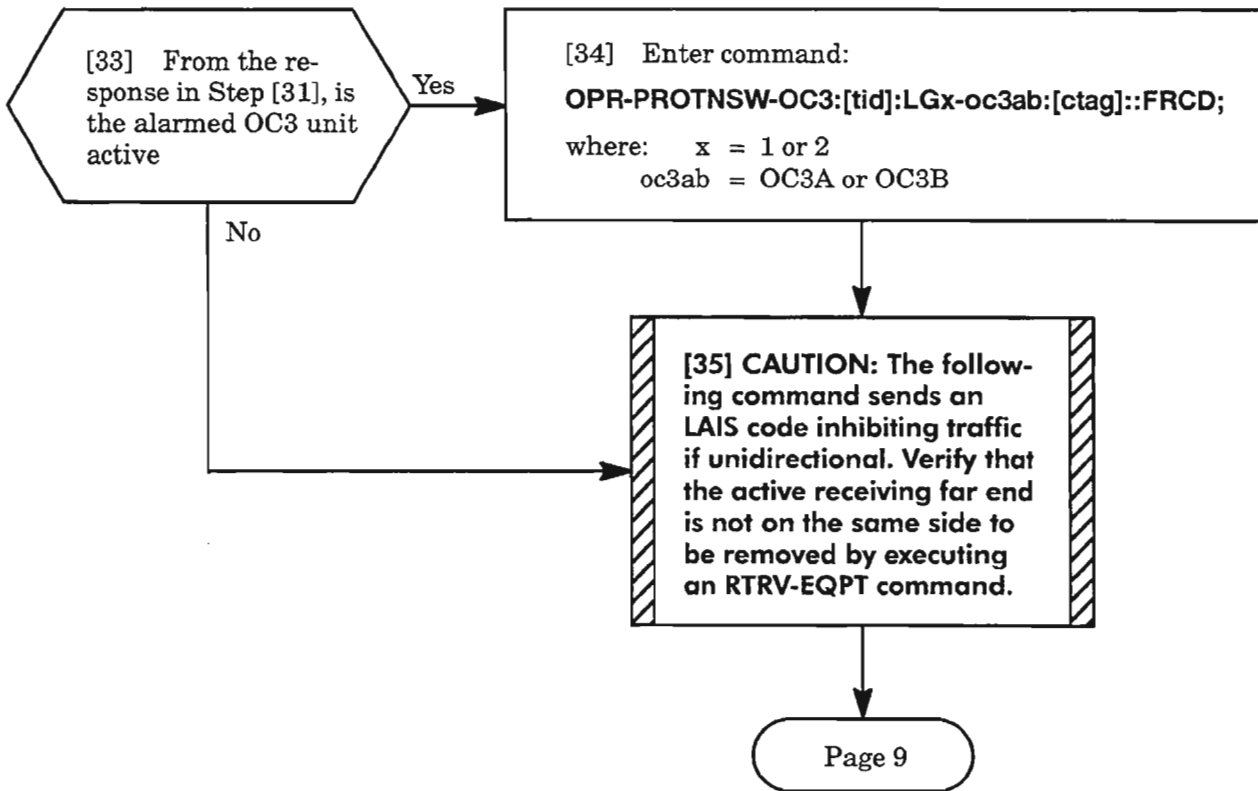 [33] From the re-
sponse in Step [31], is
the alarmed OC3 unit
active
Yes
No
[34] Enter command:
OPR-PROTNSW-OC3:[tid]:LGx-oc3ab:[ctag]::FRCD;
where: x = 1 or 2
oc3ab = OC3A or OC3B
[35] CAUTION: The follow-
ing command sends an
LAIS code inhibiting traffic
if unidirectional. Verify that
the active receiving far end
is not on the same side to
be removed by executing
an RTRV-EQPT command.
Page 9